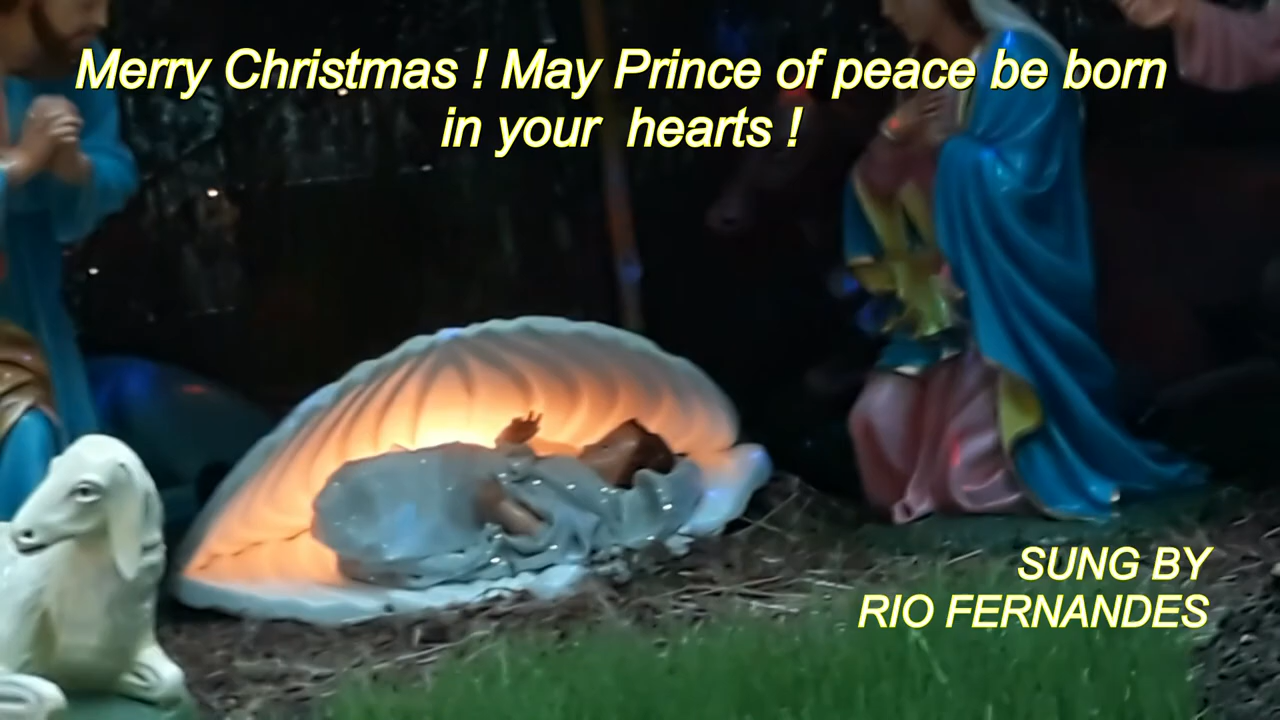 Merry Christmas ! May Prince of peace be born
in your  hearts !
SUNG BY
RIO FERNANDES